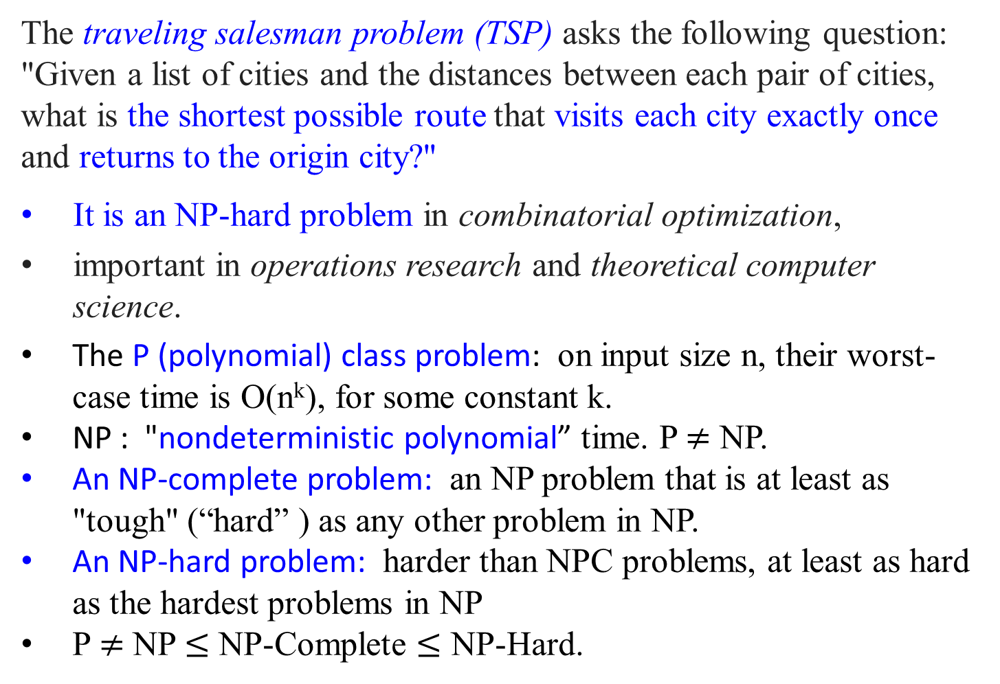 The traveling salesman problem (TSP) asks the following question:
"Given a list of cities and the distances between each pair of cities,
what is the shortest possible route that visits each city exactly once
and returns to the origin city?"
• It is an NP-hard problem in combinatorial optimization,
• important in operations research and theoretical computer
science.
• The P (polynomial) class problem: on input size n, their worst-
case time is O(nᵏ), for some constant k.
• NP : "nondeterministic polynomial” time. P ≠ NP.
• An NP-complete problem: an NP problem that is at least as
"tough" (“hard” ) as any other problem in NP.
• An NP-hard problem: harder than NPC problems, at least as hard
as the hardest problems in NP
• P ≠ NP ≤ NP-Complete ≤ NP-Hard.